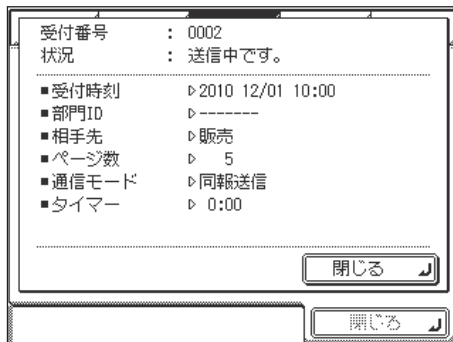 受付番号 : 0002
状況 : 送信中です。
■受付時刻 ▷2010 12/01 10:00
■部門ID ▷-------
■相手先 ▷販売
■ページ数 ▷ 5
■通信モード ▷同報送信
■タイマー ▷ 0:00
閉じる
閉じる